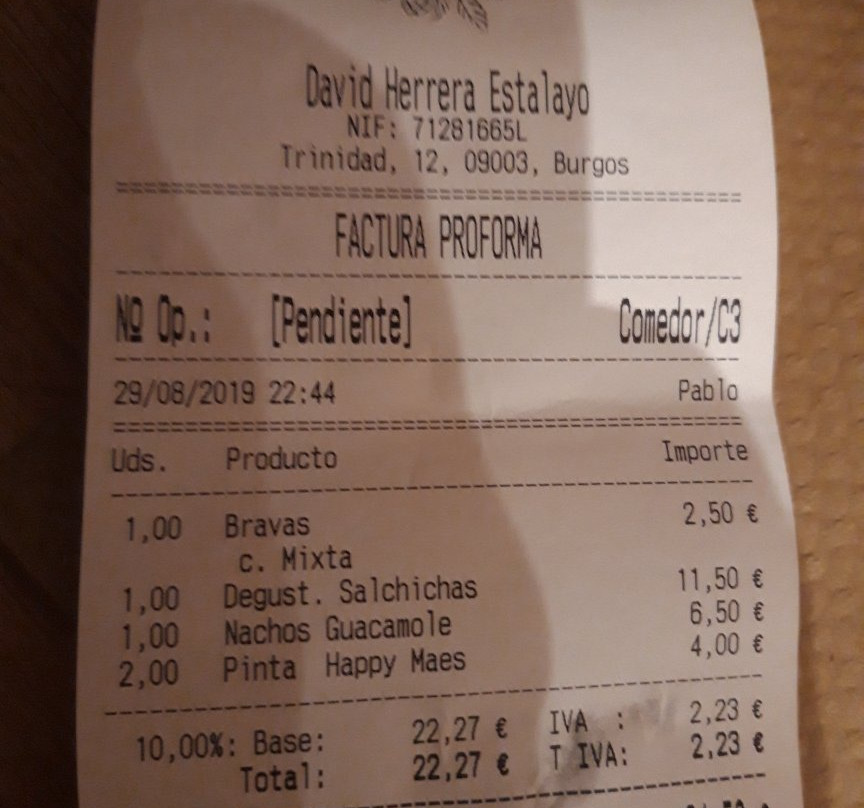 David Herrera Estalayo
NIF: 71281665L
Trinidad, 12, 09003, Burgos
FACTURA PROFORMA
Nº Op.: [Pendiente] Comedor/C3
29/08/2019 22:44 Pablo
Uds. Producto Importe
1,00 Bravas 2,50 €
c. Mixta
1,00 Degust. Salchichas 11,50 €
1,00 Nachos Guacamole 6,50 €
2,00 Pinta Happy Maes 4,00 €
10,00%: Base: 22,27 € IVA : 2,23 €
Total: 22,27 € T IVA: 2,23 €